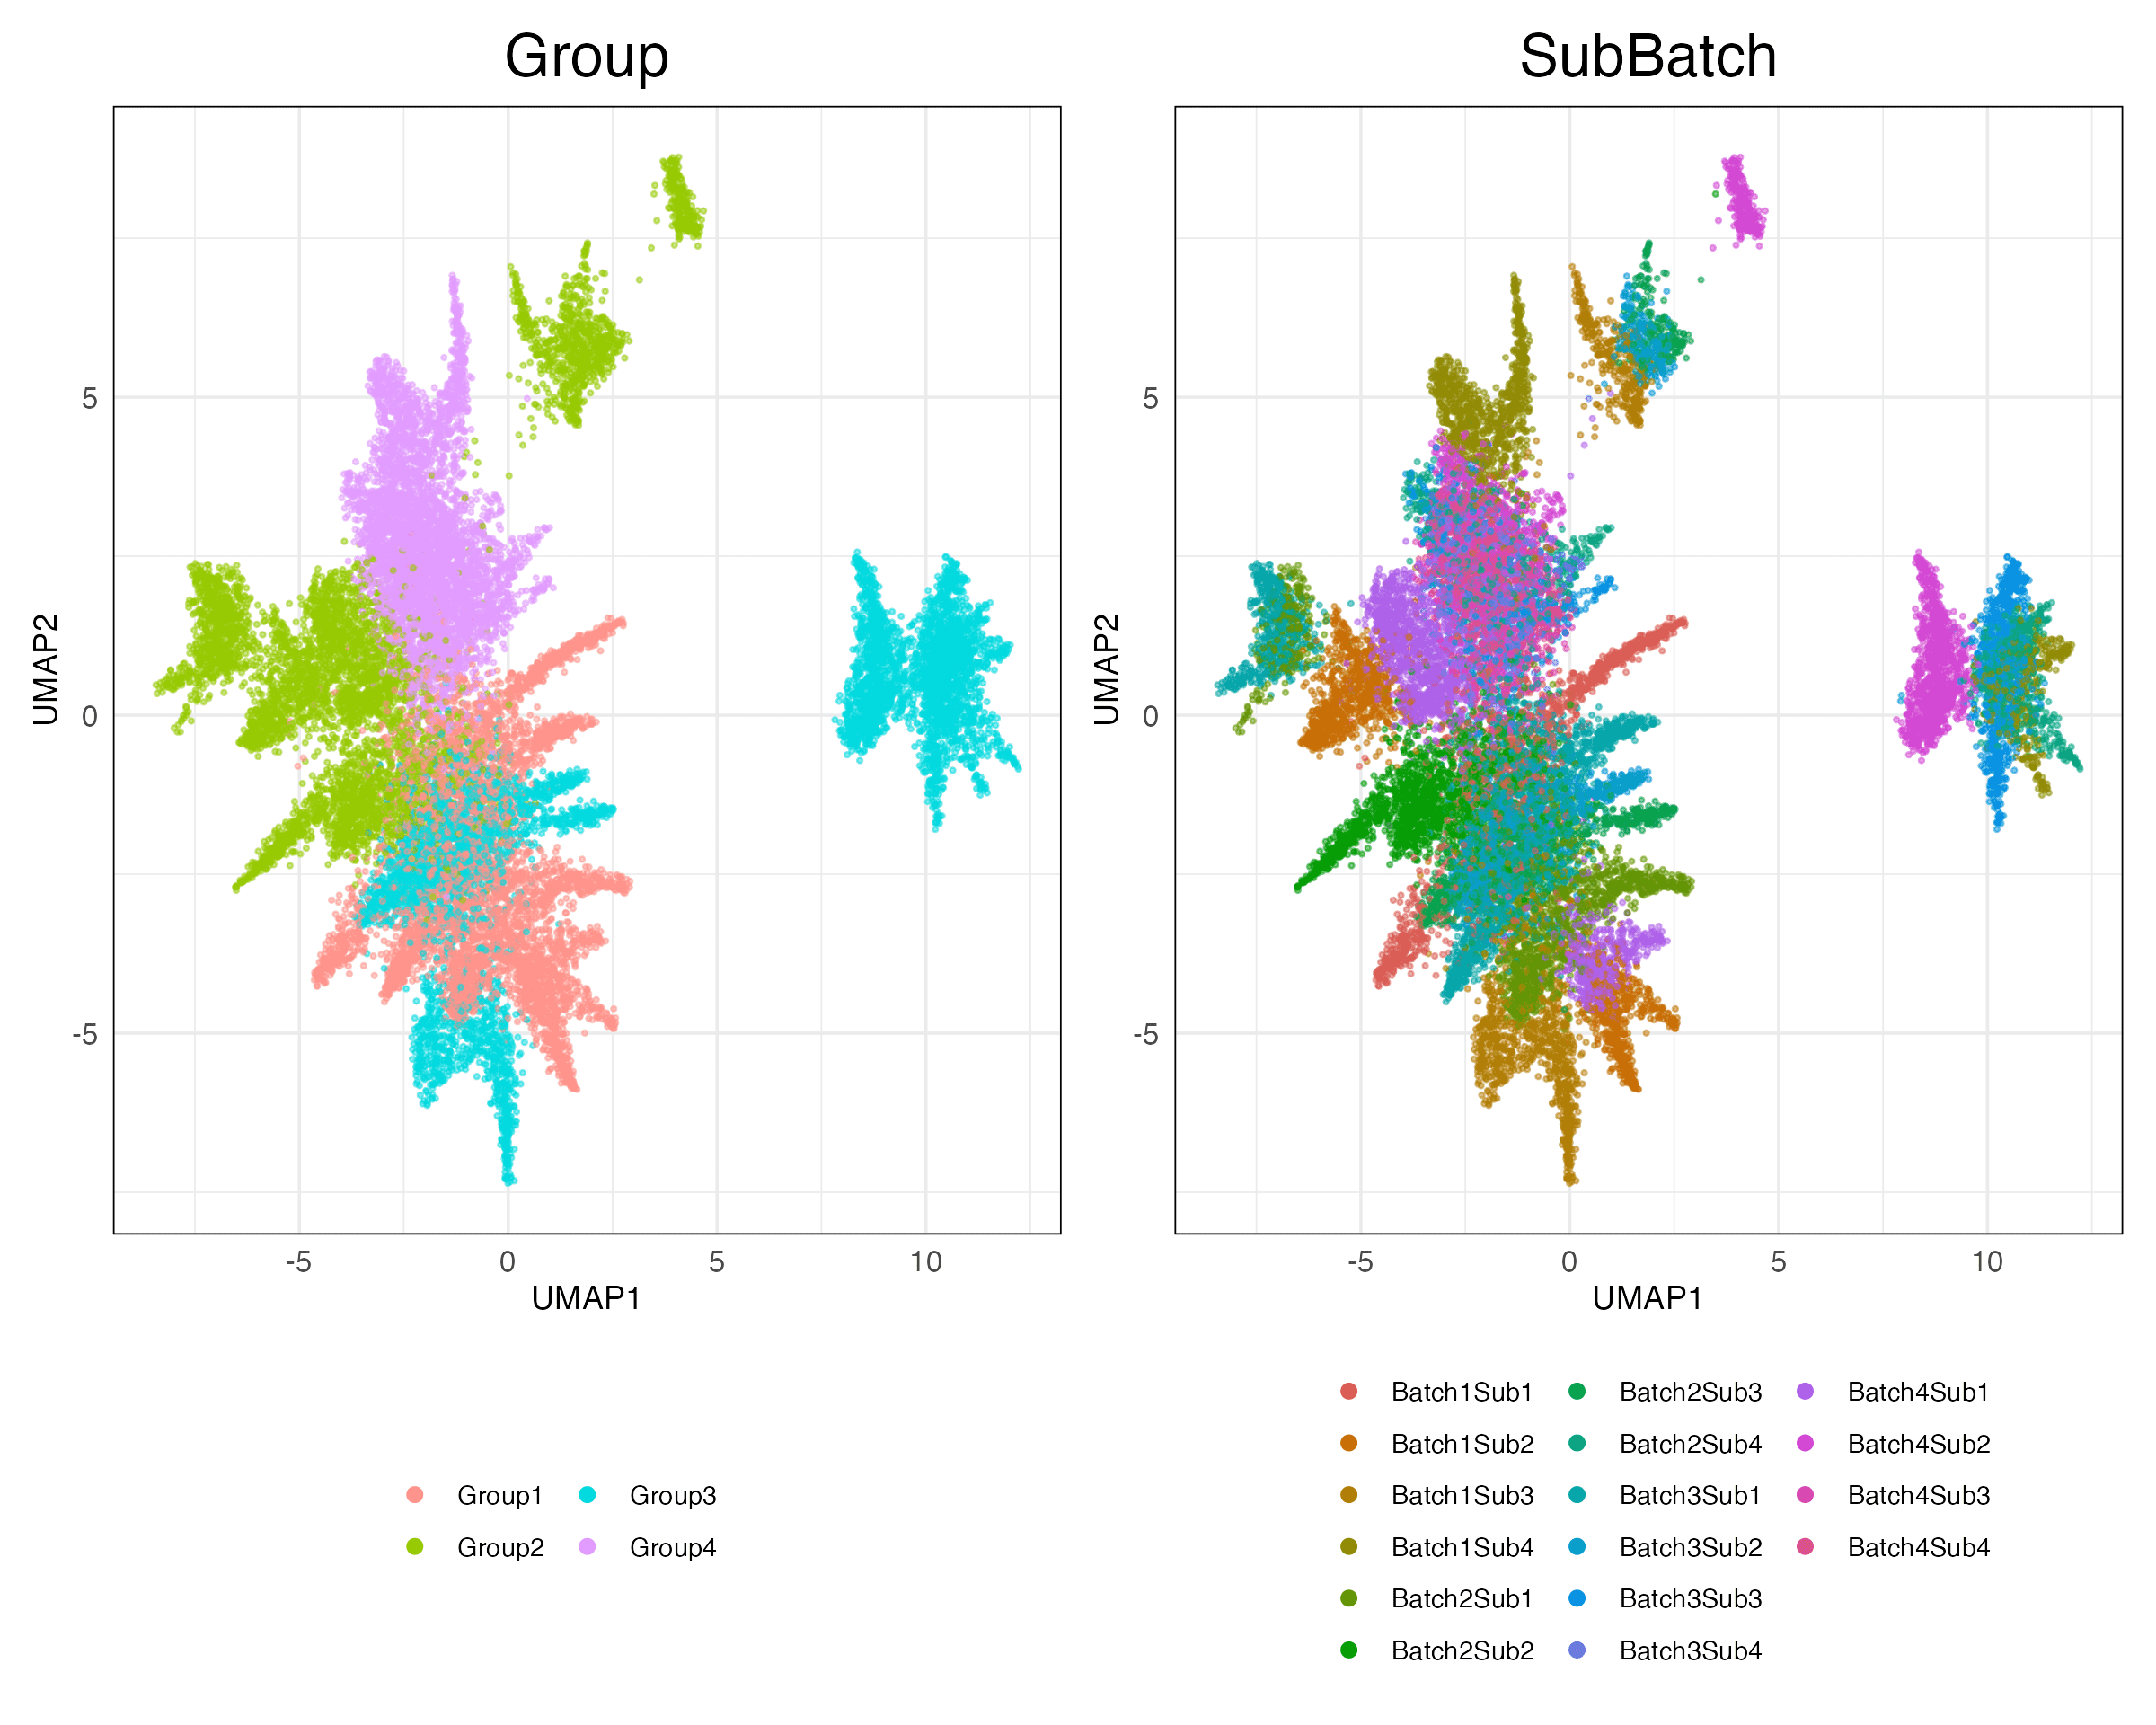 Group
SubBatch
UMAP2
5
0
-5
-5
0
5
10
UMAP1
UMAP2
5
0
-5
-5
0
5
10
UMAP1
Group1
Group3
Group2
Group4
Batch1Sub1
Batch2Sub3
Batch4Sub1
Batch1Sub2
Batch2Sub4
Batch4Sub2
Batch1Sub3
Batch3Sub1
Batch4Sub3
Batch1Sub4
Batch3Sub2
Batch4Sub4
Batch2Sub1
Batch3Sub3
Batch2Sub2
Batch3Sub4